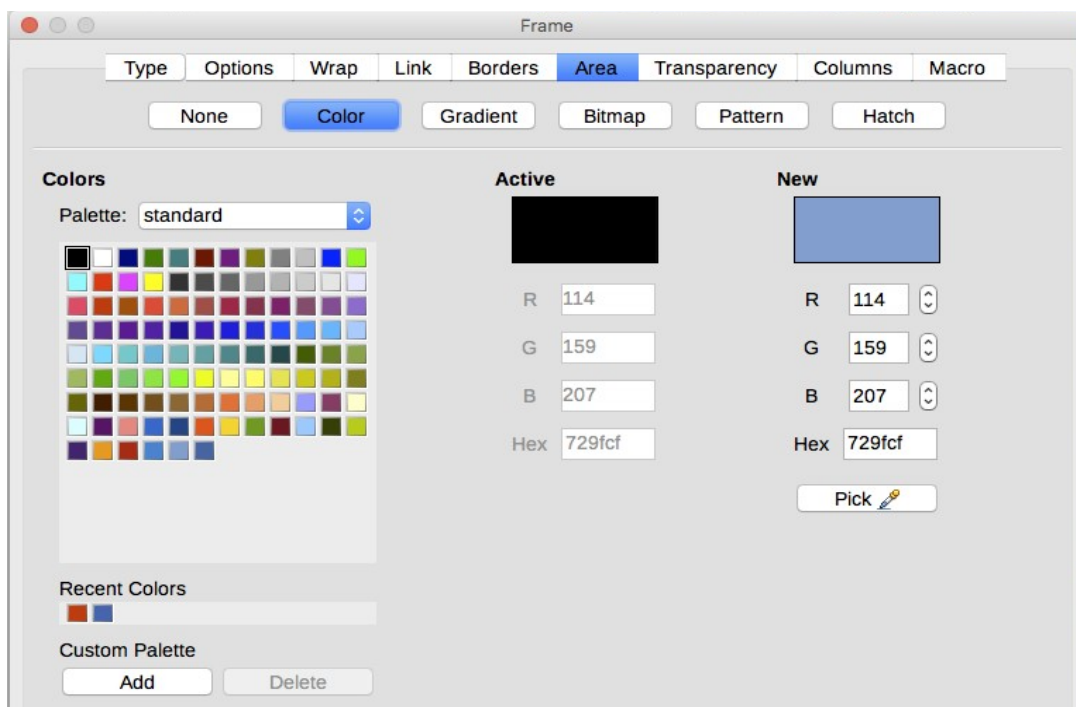 Frame
Type Options Wrap Link Borders Area Transparency Columns Macro
None Color Gradient Bitmap Pattern Hatch
Colors
Palette: standard
Active
R 114
G 159
B 207
Hex 729fcf
New
R 114
G 159
B 207
Hex 729fcf
Pick
Recent Colors
Custom Palette
Add Delete